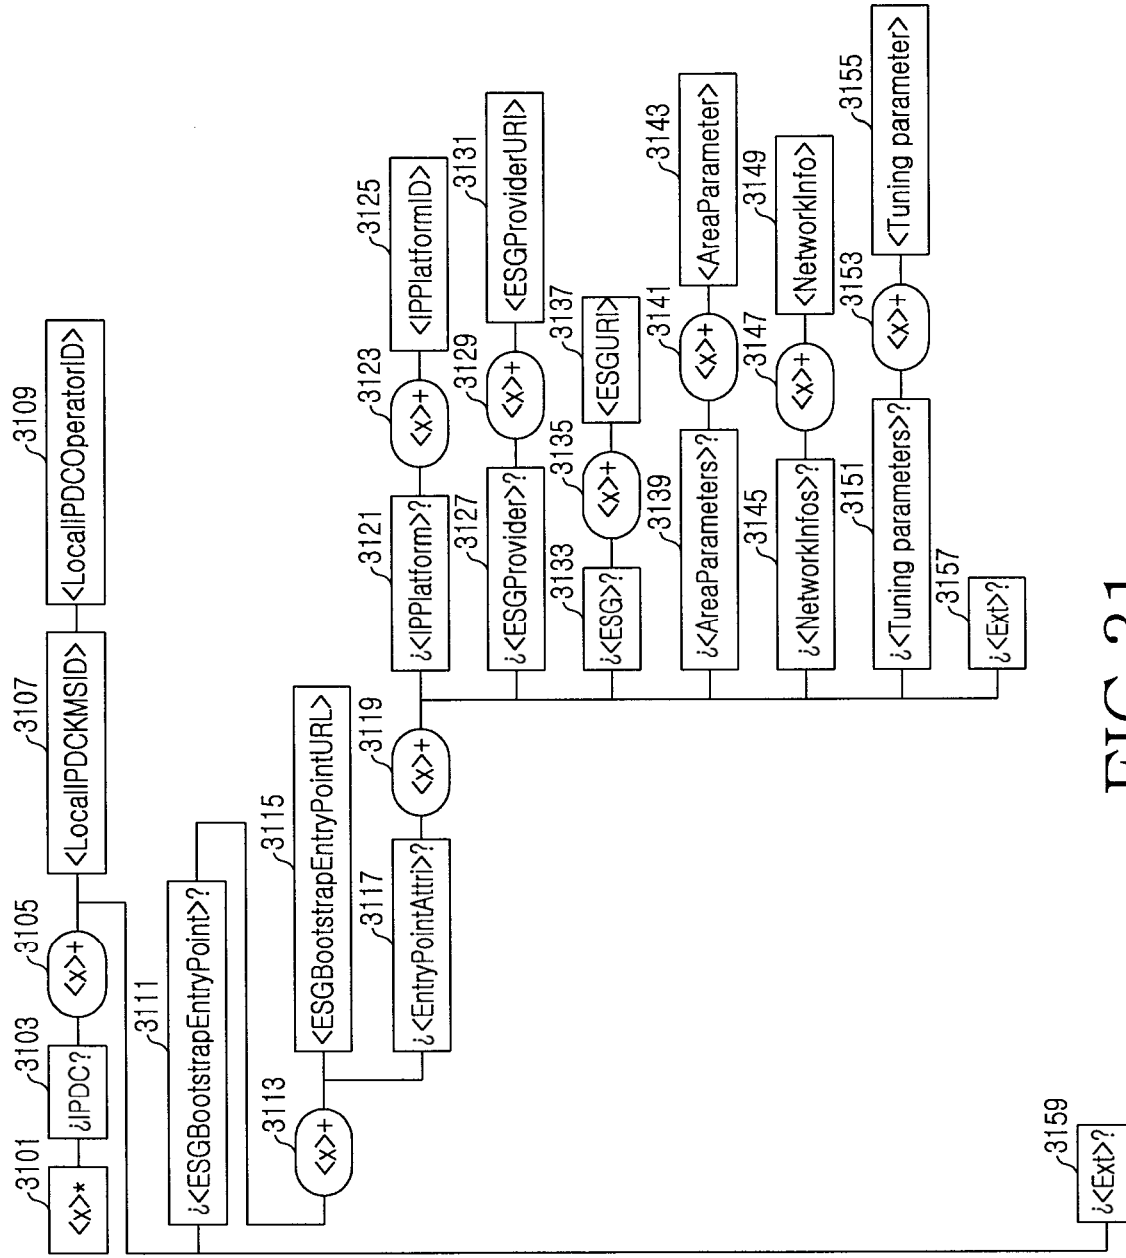 3101
<x>*
3103
¿IPDC?
3105
<x>+
3107
<LocalIPDCKMSID>
3109
<LocalIPDCOperatorID>
3111
¿<ESGBootstrapEntryPoint>?
3113
<x>+
3115
<ESGBootstrapEntryPointURL>
3117
¿<EntryPointAttri>?
3119
<x>+
3121
¿<IPPlatform>?
3123
<x>+
3125
<IPPlatformID>
3127
¿<ESGProvider>?
3129
<x>+
3131
<ESGProviderURI>
3133
¿<ESG>?
3135
<x>+
3137
<ESGURI>
3139
¿<AreaParameters>?
3141
<x>+
3143
<AreaParameter>
3145
¿<NetworkInfos>?
3147
<x>+
3149
<NetworkInfo>
3151
¿<Tuning parameters>?
3153
<x>+
3155
<Tuning parameter>
3157
¿<Ext>?
3159
¿<Ext>?
FIG